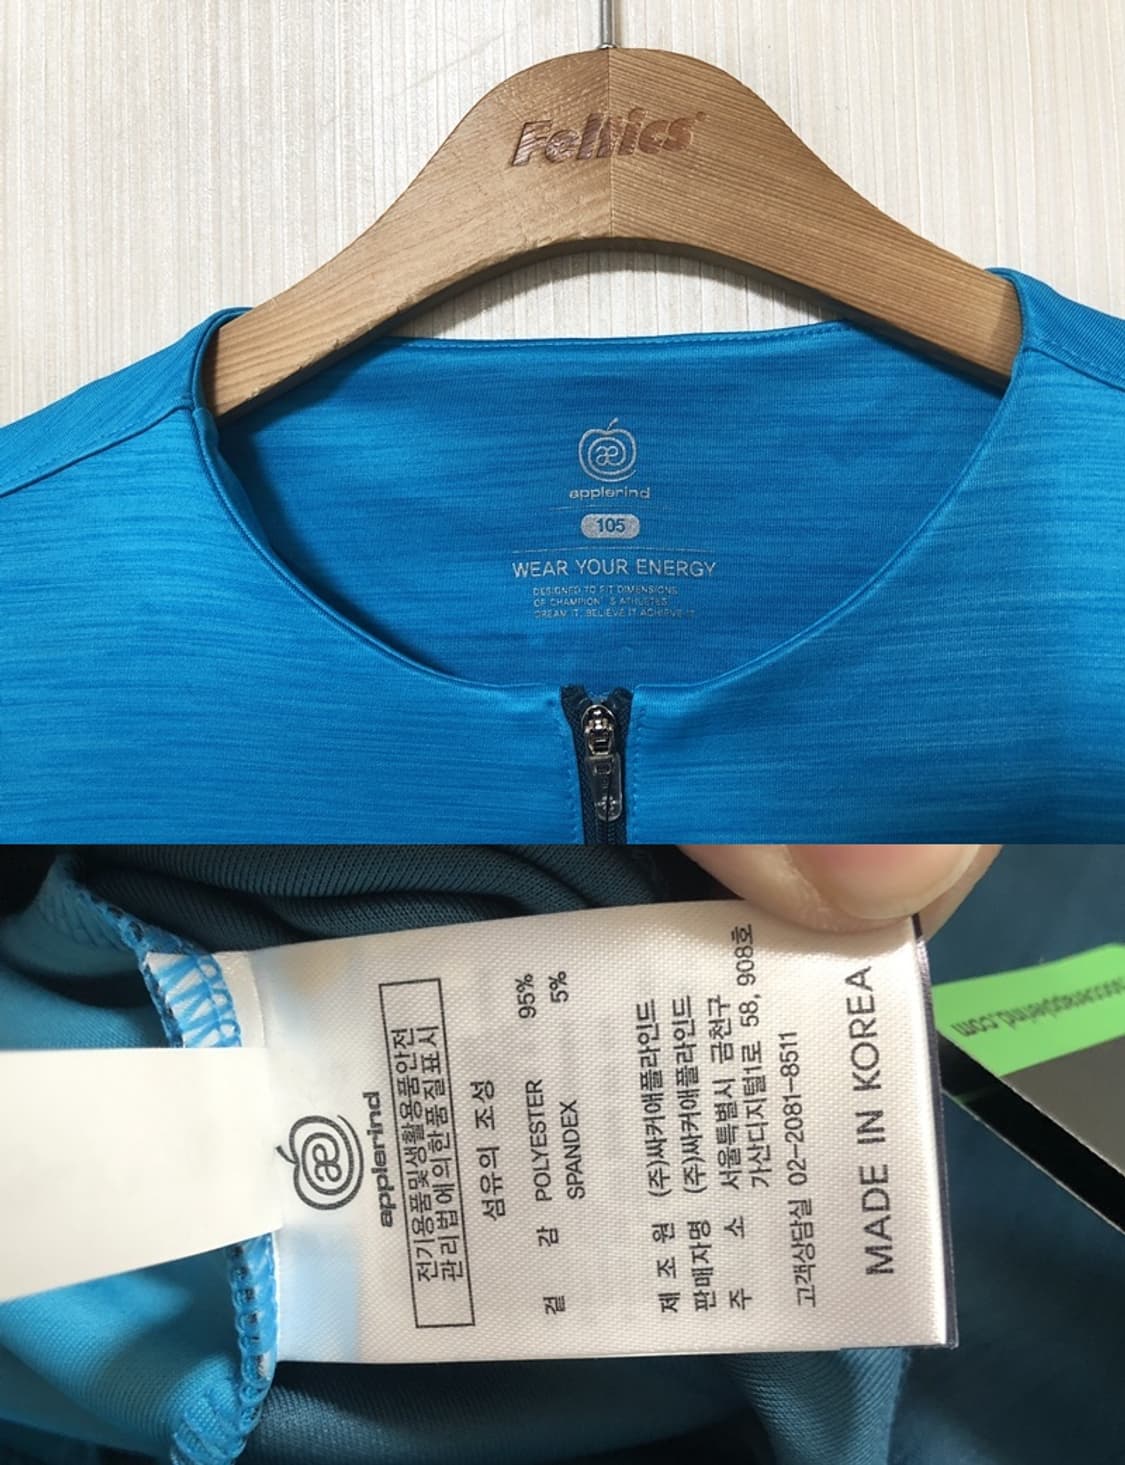 Feltics
applerind
105
WEAR YOUR ENERGY
DESIGNED TO FIT DIMENSIONS
OF CHAMPION S ATHLETES
DREAM IT, BELIEVE IT ACHIEVE IT
æ
applerind
전기용품및생활용품안전
관리법에의한품질표시
섬유의 조성
겉 감 POLYESTER 95%
SPANDEX 5%
제 조 원 (주)싸커애플라인드
판매자명 (주)싸커애플라인드
주 소 서울특별시 금천구
가산디지털1로 58, 908호
고객상담실 02-2081-8511
MADE IN KOREA